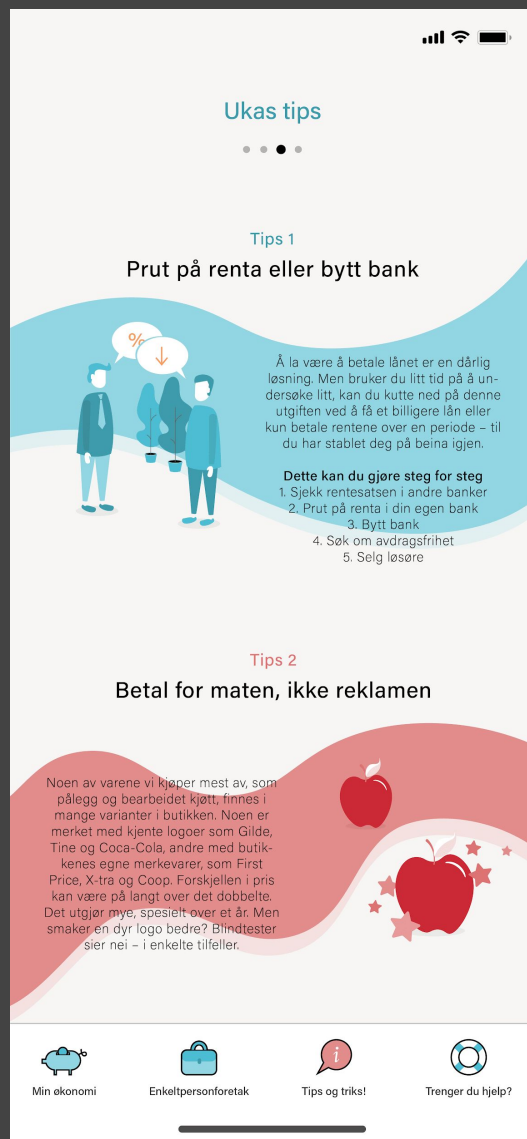 Ukas tips
Tips 1
Prut på renta eller bytt bank
%
Å la være å betale lånet er en dårlig
løsning. Men bruker du litt tid på å un-
dersøke litt, kan du kutte ned på denne
utgiften ved å få et billigere lån eller
kun betale rentene over en periode – til
du har stablet deg på beina igjen.
Dette kan du gjøre steg for steg
1. Sjekk rentesatsen i andre banker
2. Prut på renta i din egen bank
3. Bytt bank
4. Søk om avdragsfrihet
5. Selg løsøre
Tips 2
Betal for maten, ikke reklamen
Noen av varene vi kjøper mest av, som
pålegg og bearbeidet kjøtt, finnes i
mange varianter i butikken. Noen er
merket med kjente logoer som Gilde,
Tine og Coca-Cola, andre med butik-
kenes egne merkevarer, som First
Price, X-tra og Coop. Forskjellen i pris
kan være på langt over det dobbelte.
Det utgjør mye, spesielt over et år. Men
smaker en dyr logo bedre? Blindtester
sier nei – i enkelte tilfeller.
i
Min økonomi
Enkeltpersonforetak
Tips og triks!
Trenger du hjelp?